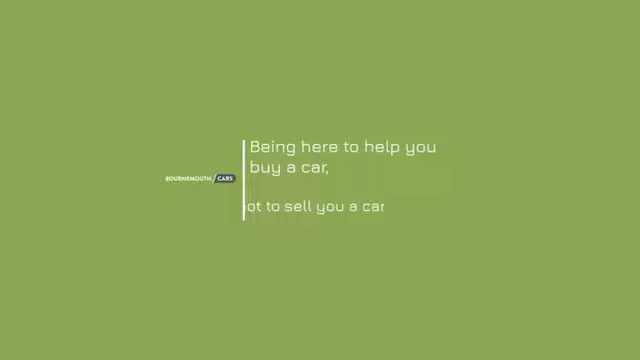 BOURNEMOUTH CARS
Being here to help you
buy a car,
ot to sell you a car